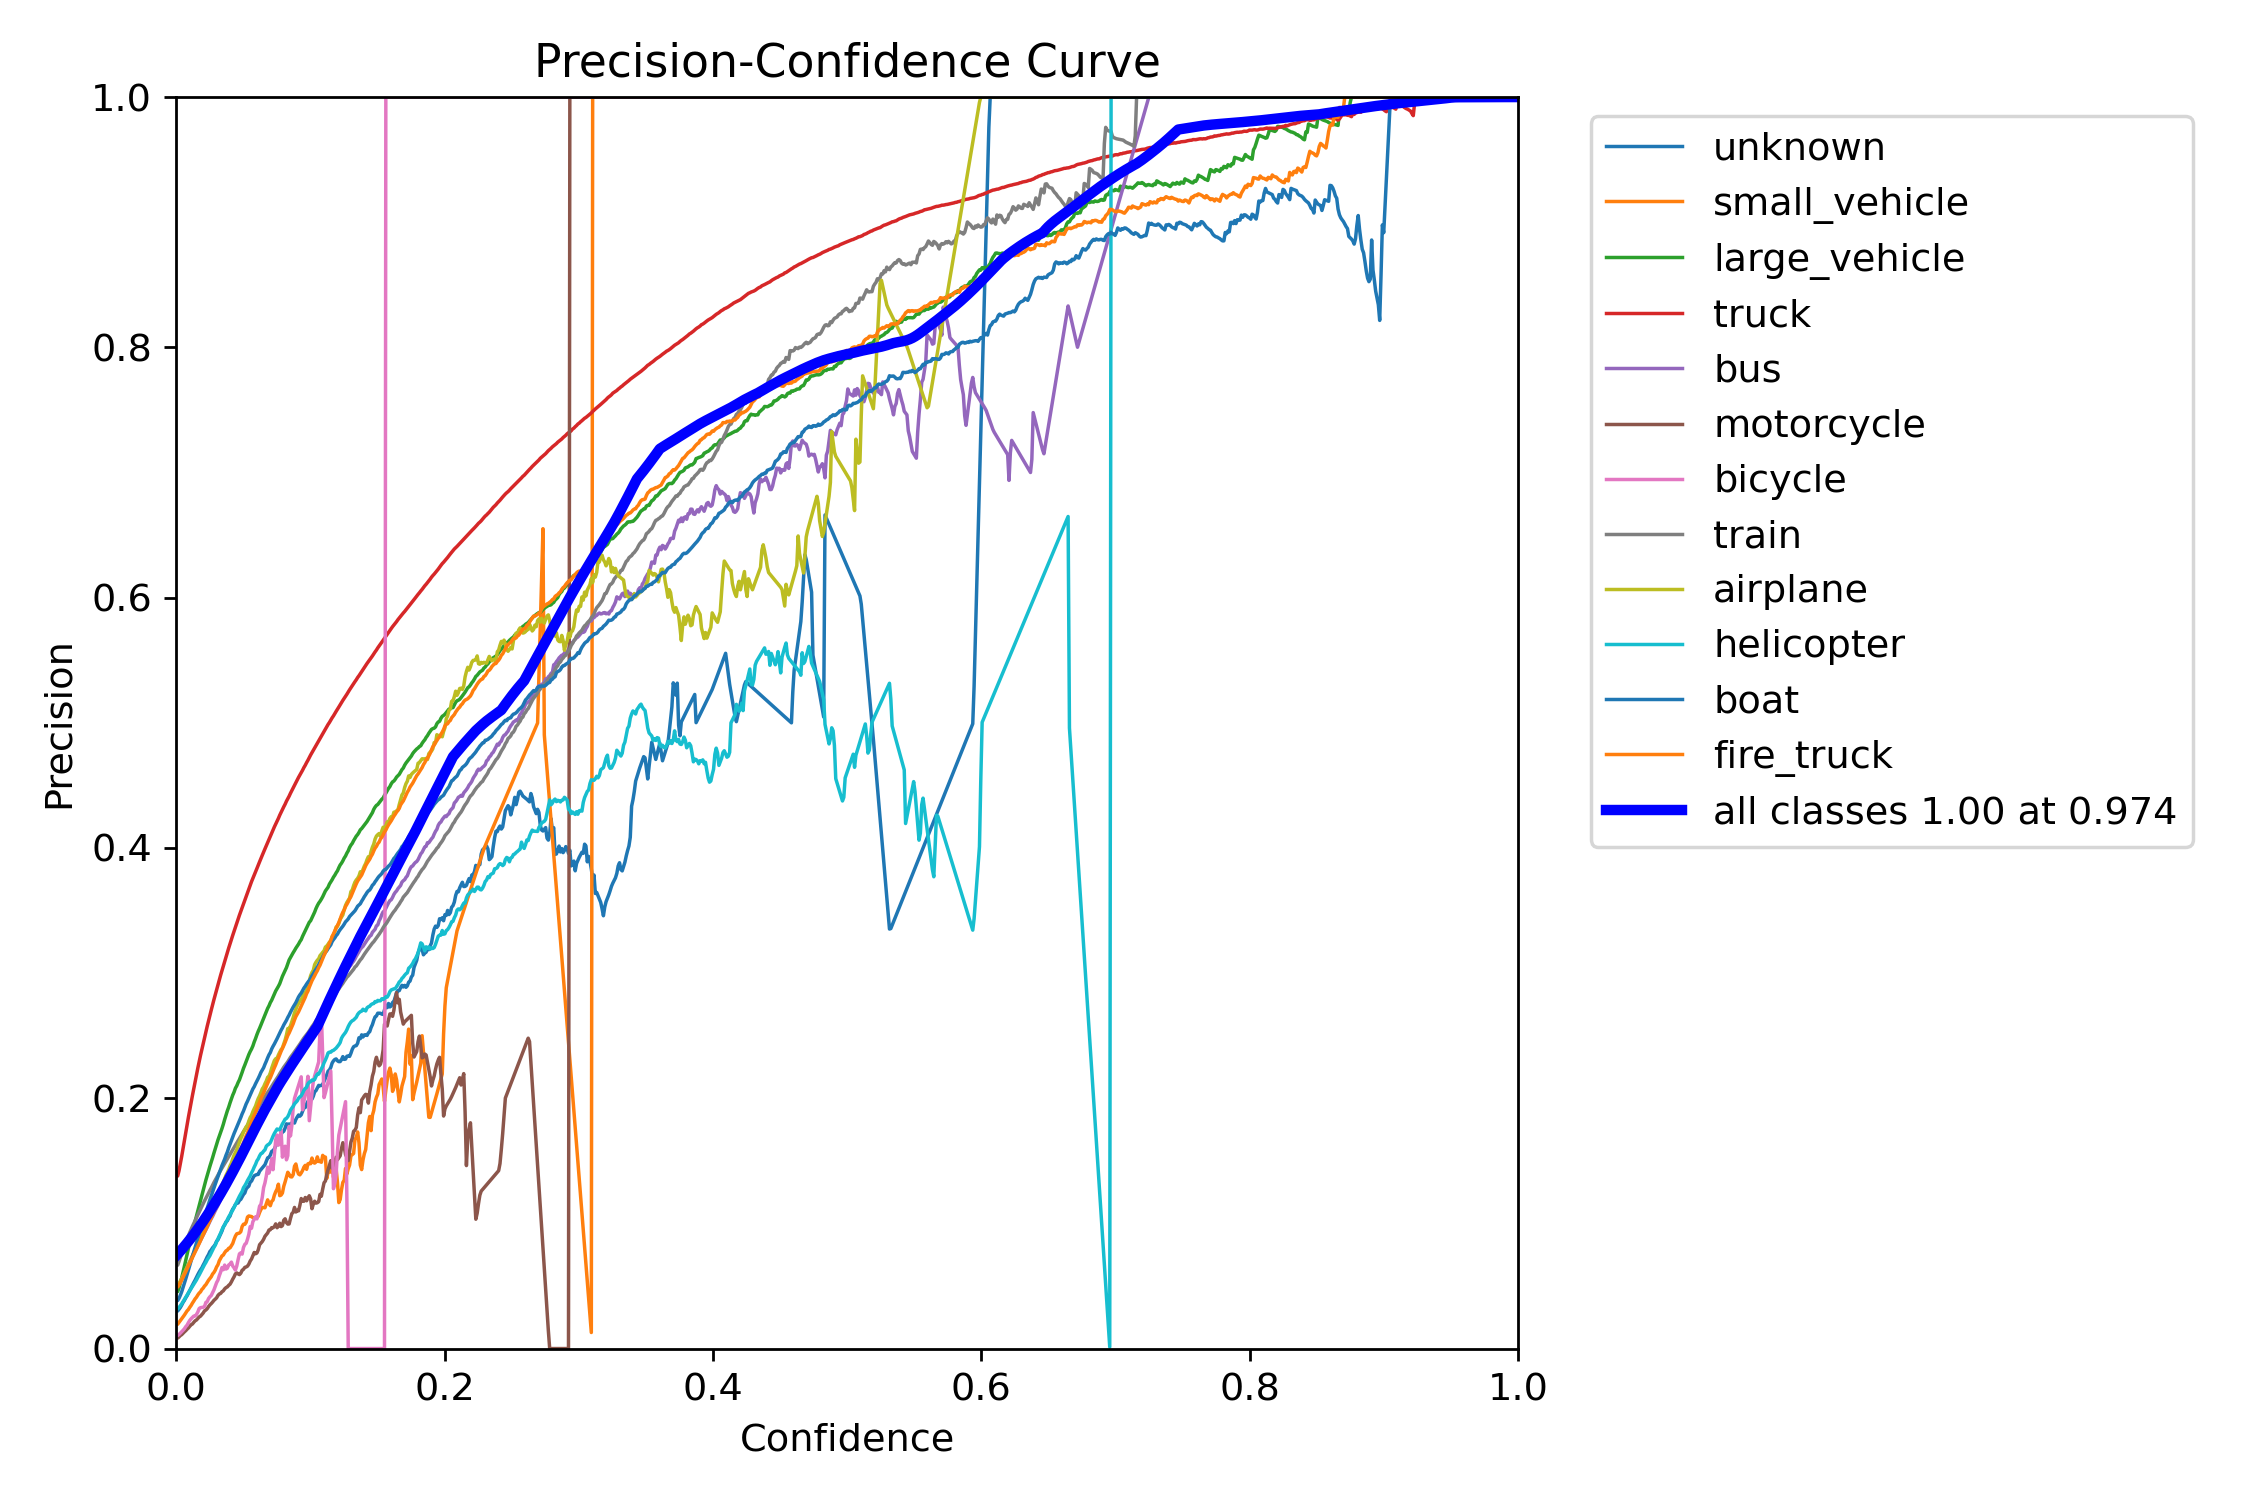 Precision-Confidence Curve
1.0
0.8
0.6
0.4
0.2
0.0
Precision
0.0 0.2 0.4 0.6 0.8 1.0
Confidence
unknown
small_vehicle
large_vehicle
truck
bus
motorcycle
bicycle
train
airplane
helicopter
boat
fire_truck
all classes 1.00 at 0.974